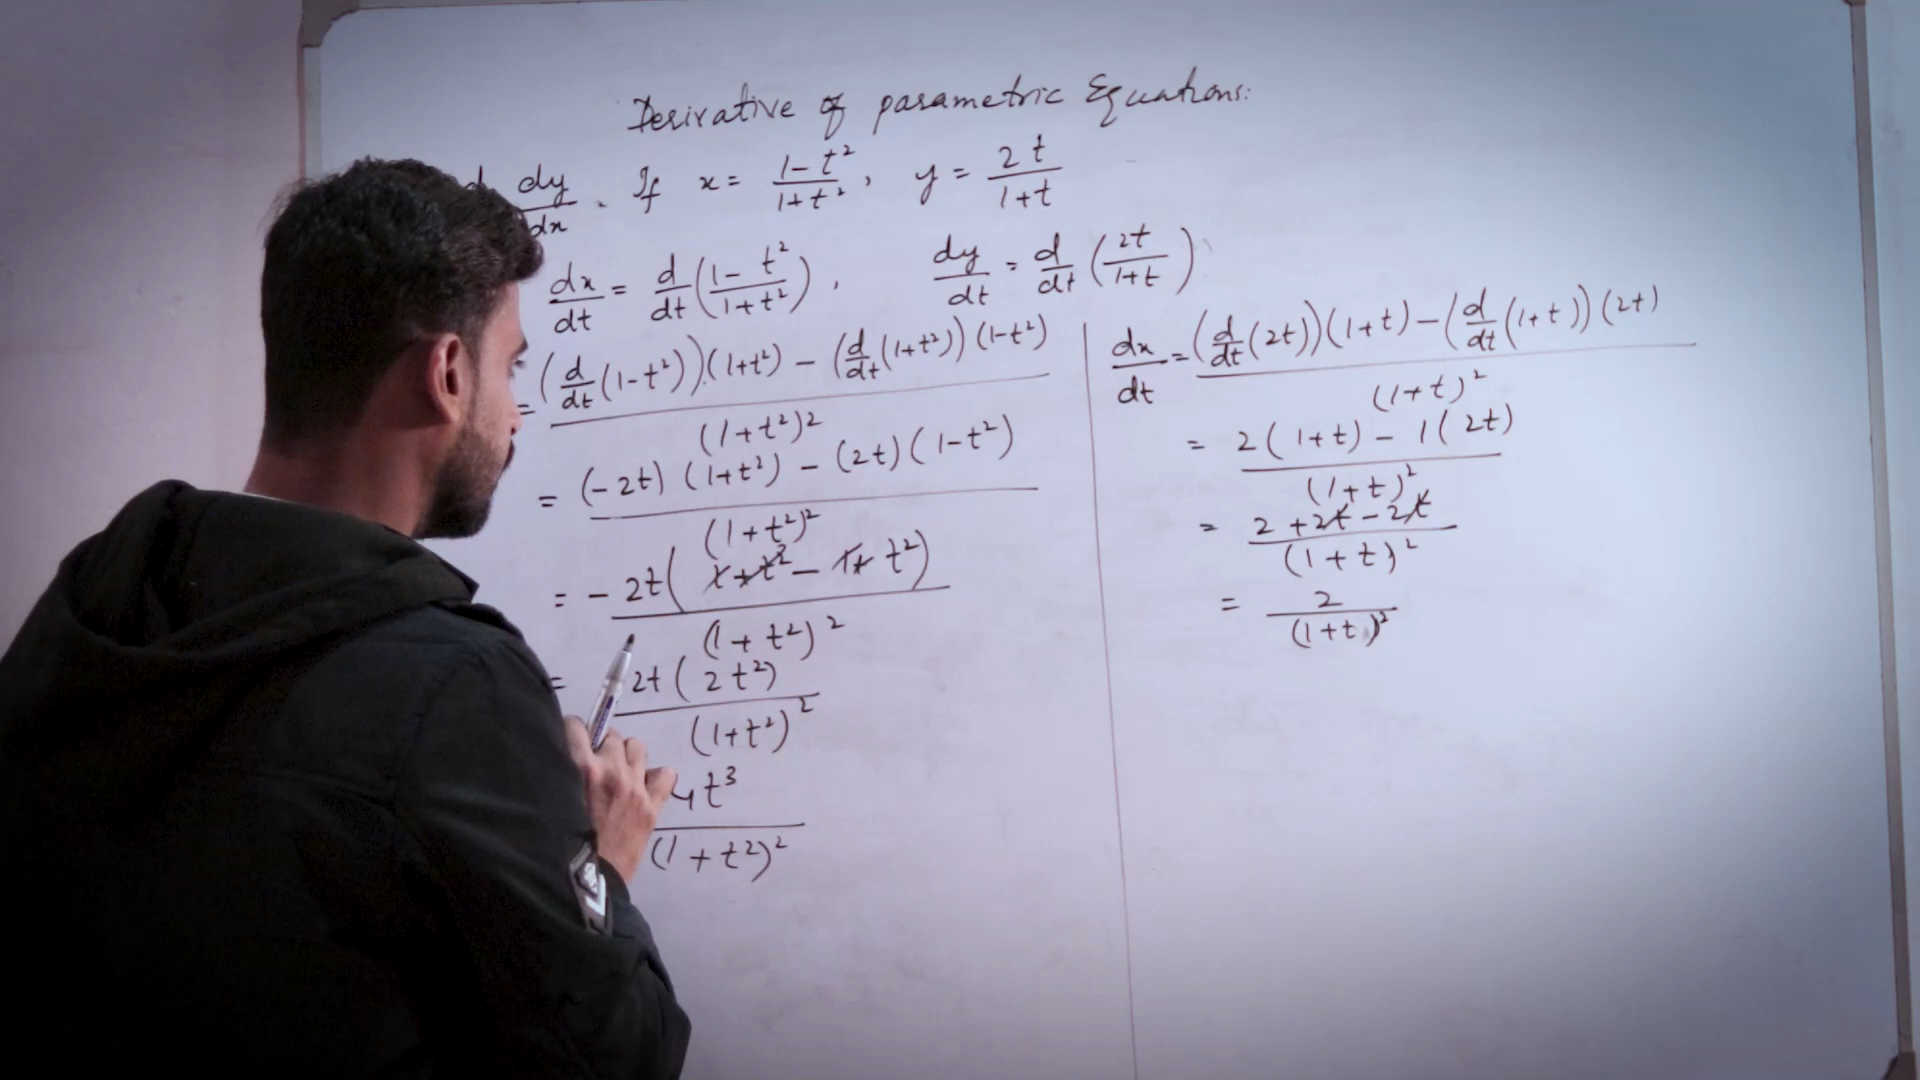 Derivative of parametric Equations:
dy/dx . If x = (1-t²)/(1+t²) , y = 2t/(1+t)
dx/dt = d/dt ((1-t²)/(1+t²)) , dy/dt = d/dt (2t/(1+t))
= ((d/dt (1-t²))(1+t²) - (d/dt (1+t²))(1-t²))/(1+t²)²
= ((-2t)(1+t²) - (2t)(1-t²))/(1+t²)²
= -2t(1+t² - 1+t²)/(1+t²)²
= 2t(2t²)/(1+t²)²
4t³/(1+t²)²
dx/dt = ((d/dt (2t))(1+t) - (d/dt (1+t))(2t))/(1+t)²
= (2(1+t) - 1(2t))/(1+t)²
= (2+2t-2t)/(1+t)²
= 2/(1+t)²